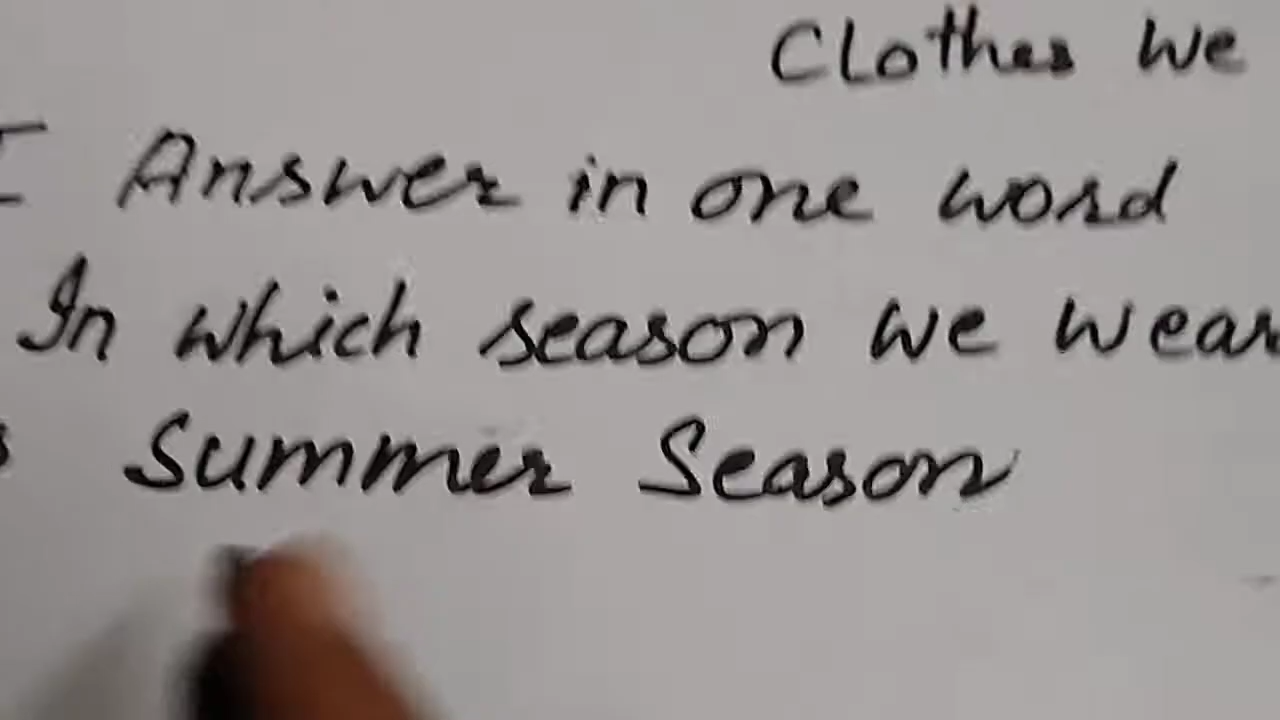 Clothes We
I Answer in one word
In which season we wear
Summer Season